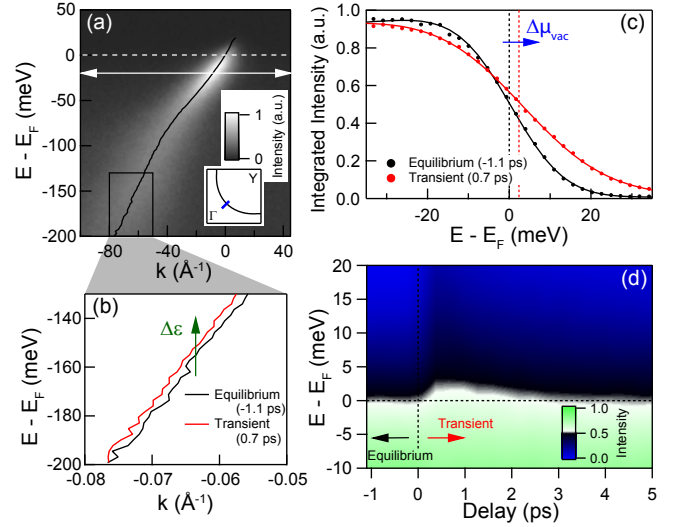 (a)
E - E_F (meV)
50
0
-50
-100
-150
-200
1
0
Intensity (a.u.)
Y
Γ
-80
-40
0
40
k (Å⁻¹)
(b)
E - E_F (meV)
-140
-160
-180
-200
Δε
Equilibrium
(-1.1 ps)
Transient
(0.7 ps)
-0.08
-0.07
-0.06
-0.05
k (Å⁻¹)
(c)
Integrated Intensity (a.u.)
1.0
0.8
0.6
0.4
0.2
0.0
Δμ_vac
Equilibrium (-1.1 ps)
Transient (0.7 ps)
-20
0
20
E - E_F (meV)
(d)
E - E_F (meV)
20
15
10
5
0
-5
-10
Equilibrium
Transient
1.0
0.5
0.0
Intensity
-1
0
1
2
3
4
5
Delay (ps)